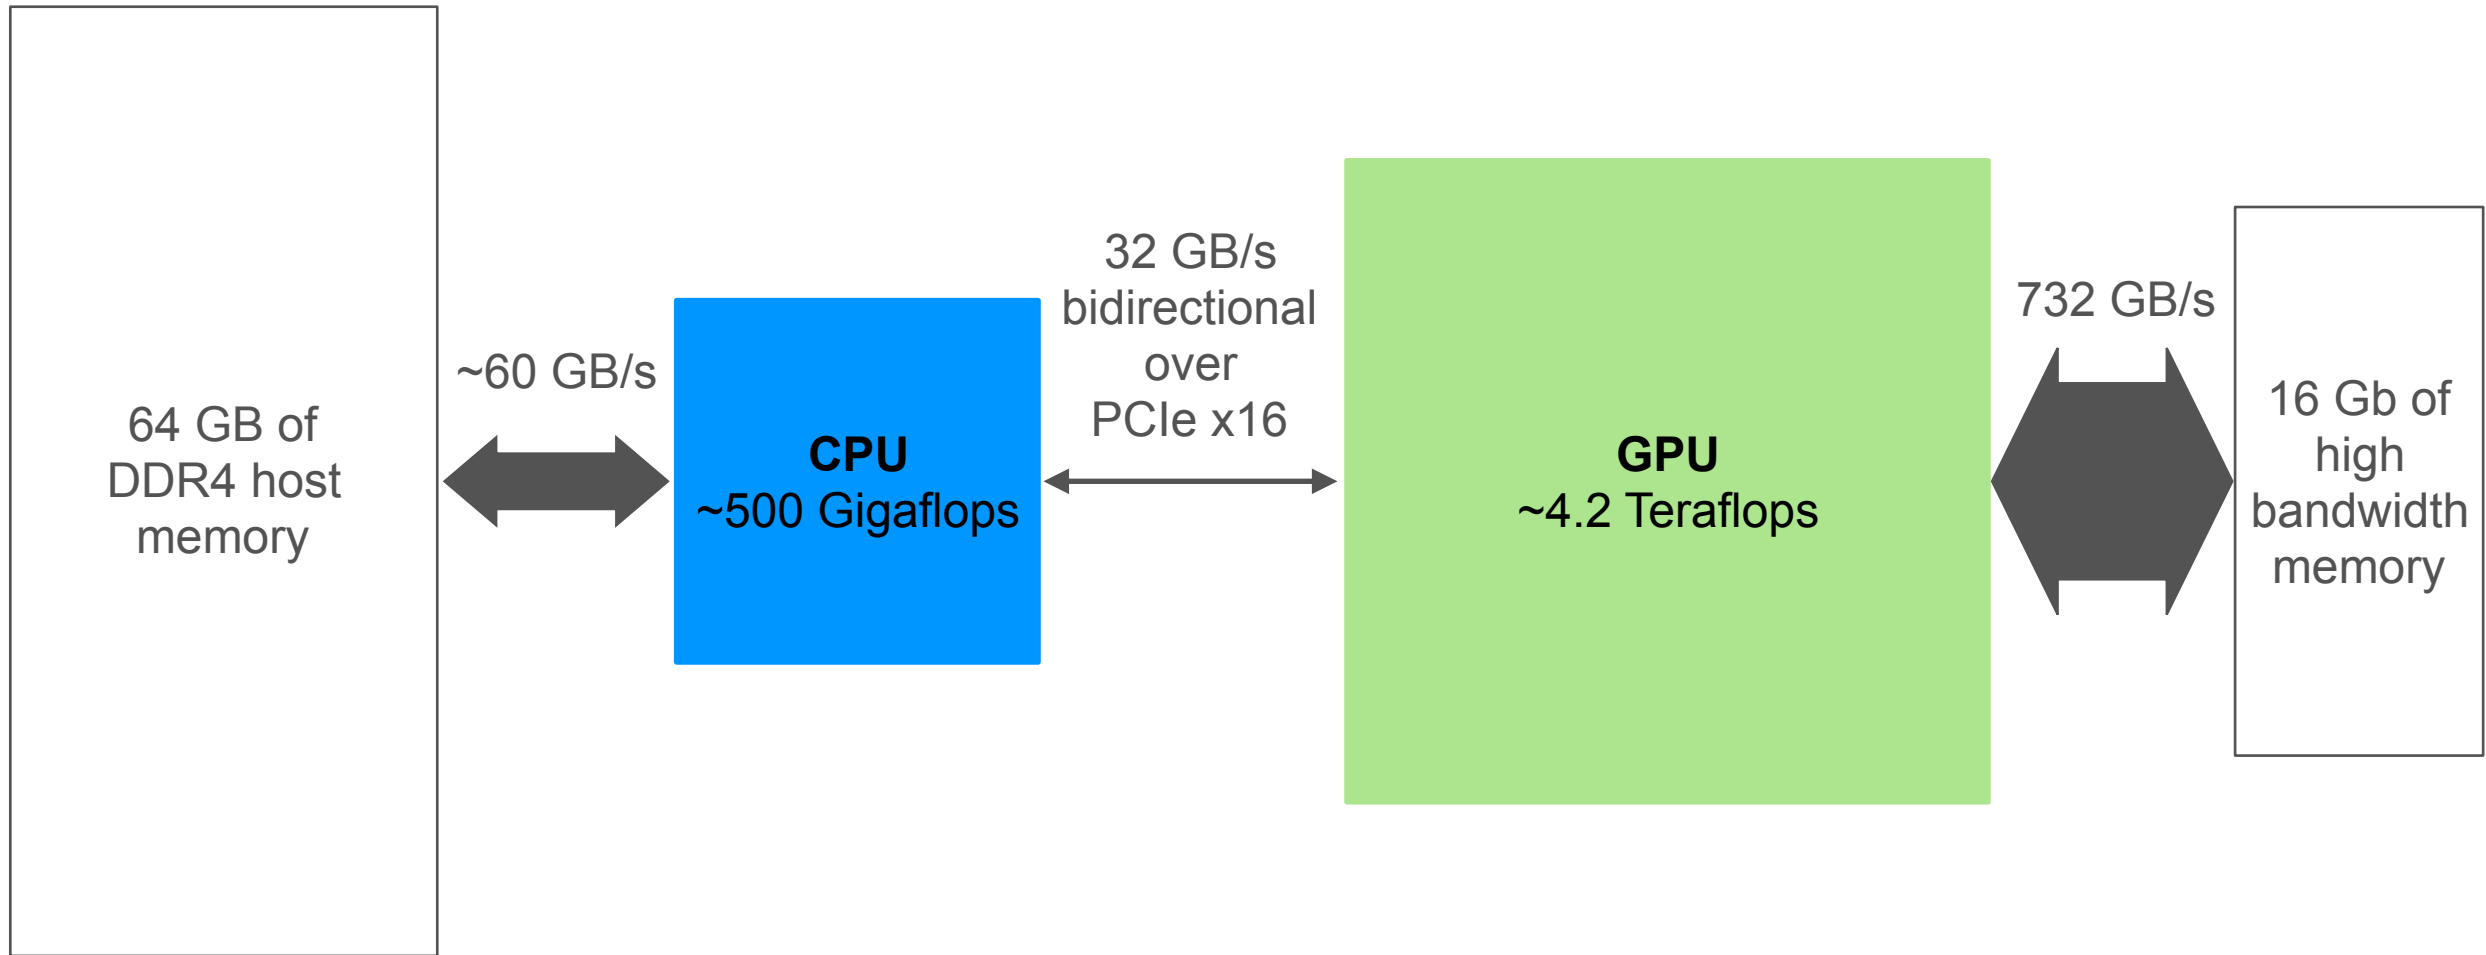 64 GB of
DDR4 host
memory
~60 GB/s
CPU
~500 Gigaflops
32 GB/s
bidirectional
over
PCIe x16
GPU
~4.2 Teraflops
732 GB/s
16 Gb of
high
bandwidth
memory